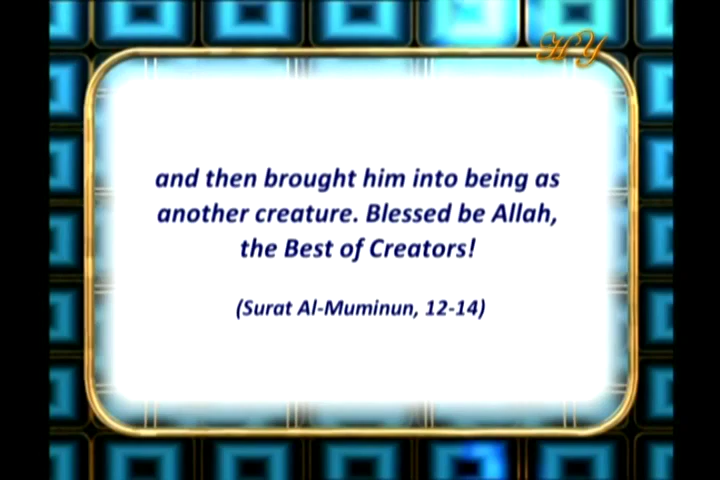 HY
and then brought him into being as
another creature. Blessed be Allah,
the Best of Creators!
(Surat Al-Muminun, 12-14)